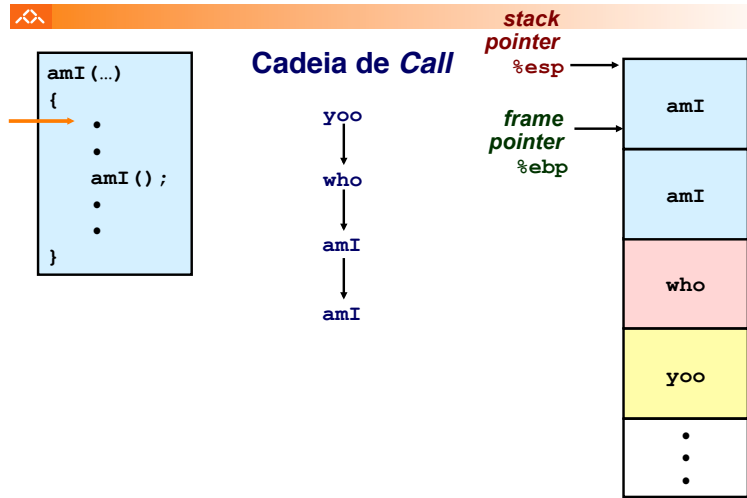 amI(…)
{
•
•
amI();
•
•
}
Cadeia de Call
yoo
who
amI
amI
stack
pointer
%esp
frame
pointer
%ebp
amI
amI
who
yoo
•
•
•